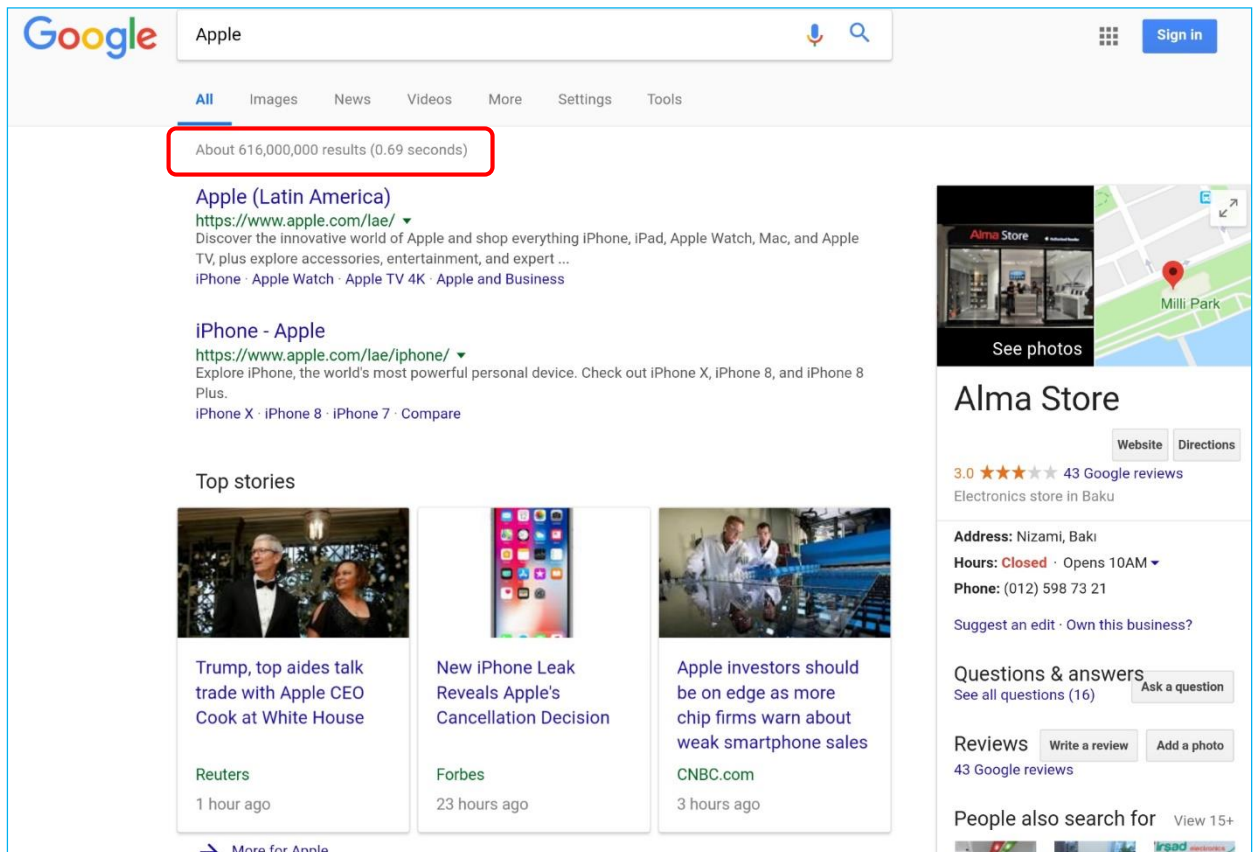 Google
Apple
Sign in
All Images News Videos More Settings Tools
About 616,000,000 results (0.69 seconds)
Apple (Latin America)
https://www.apple.com/lae/
Discover the innovative world of Apple and shop everything iPhone, iPad, Apple Watch, Mac, and Apple
TV, plus explore accessories, entertainment, and expert ...
iPhone · Apple Watch · Apple TV 4K · Apple and Business
iPhone - Apple
https://www.apple.com/lae/iphone/
Explore iPhone, the world's most powerful personal device. Check out iPhone X, iPhone 8, and iPhone 8
Plus.
iPhone X · iPhone 8 · iPhone 7 · Compare
Top stories
Trump, top aides talk
trade with Apple CEO
Cook at White House
Reuters
1 hour ago
New iPhone Leak
Reveals Apple's
Cancellation Decision
Forbes
23 hours ago
Apple investors should
be on edge as more
chip firms warn about
weak smartphone sales
CNBC.com
3 hours ago
More for Apple
Alma Store
See photos
Milli Park
Alma Store
Website Directions
3.0 ★★★★★ 43 Google reviews
Electronics store in Baku
Address: Nizami, Bakı
Hours: Closed · Opens 10AM
Phone: (012) 598 73 21
Suggest an edit · Own this business?
Questions & answers
See all questions (16)
Ask a question
Reviews
Write a review Add a photo
43 Google reviews
People also search for View 15+
irşad electronics